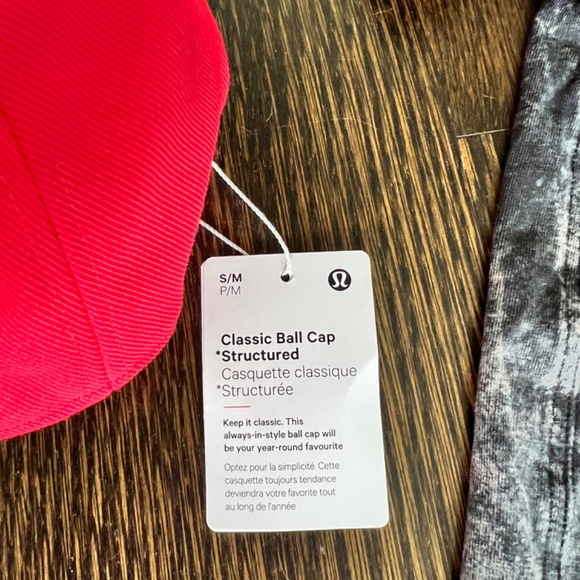 S/M
P/M
Classic Ball Cap
*Structured
Casquette classique
*Structurée
Keep it classic. This
always-in-style ball cap will
be your year-round favourite
Optez pour la simplicité. Cette
casquette toujours tendance
deviendra votre favorite tout
au long de l'année